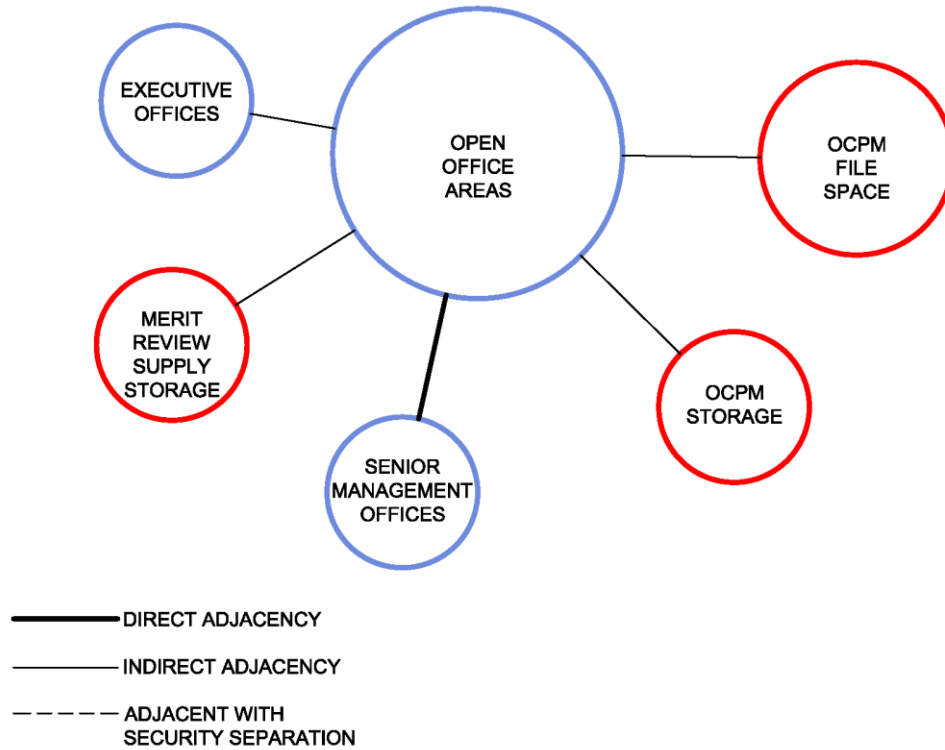 EXECUTIVE
OFFICES
OPEN
OFFICE
AREAS
OCPM
FILE
SPACE
MERIT
REVIEW
SUPPLY
STORAGE
OCPM
STORAGE
SENIOR
MANAGEMENT
OFFICES
DIRECT ADJACENCY
INDIRECT ADJACENCY
ADJACENT WITH
SECURITY SEPARATION